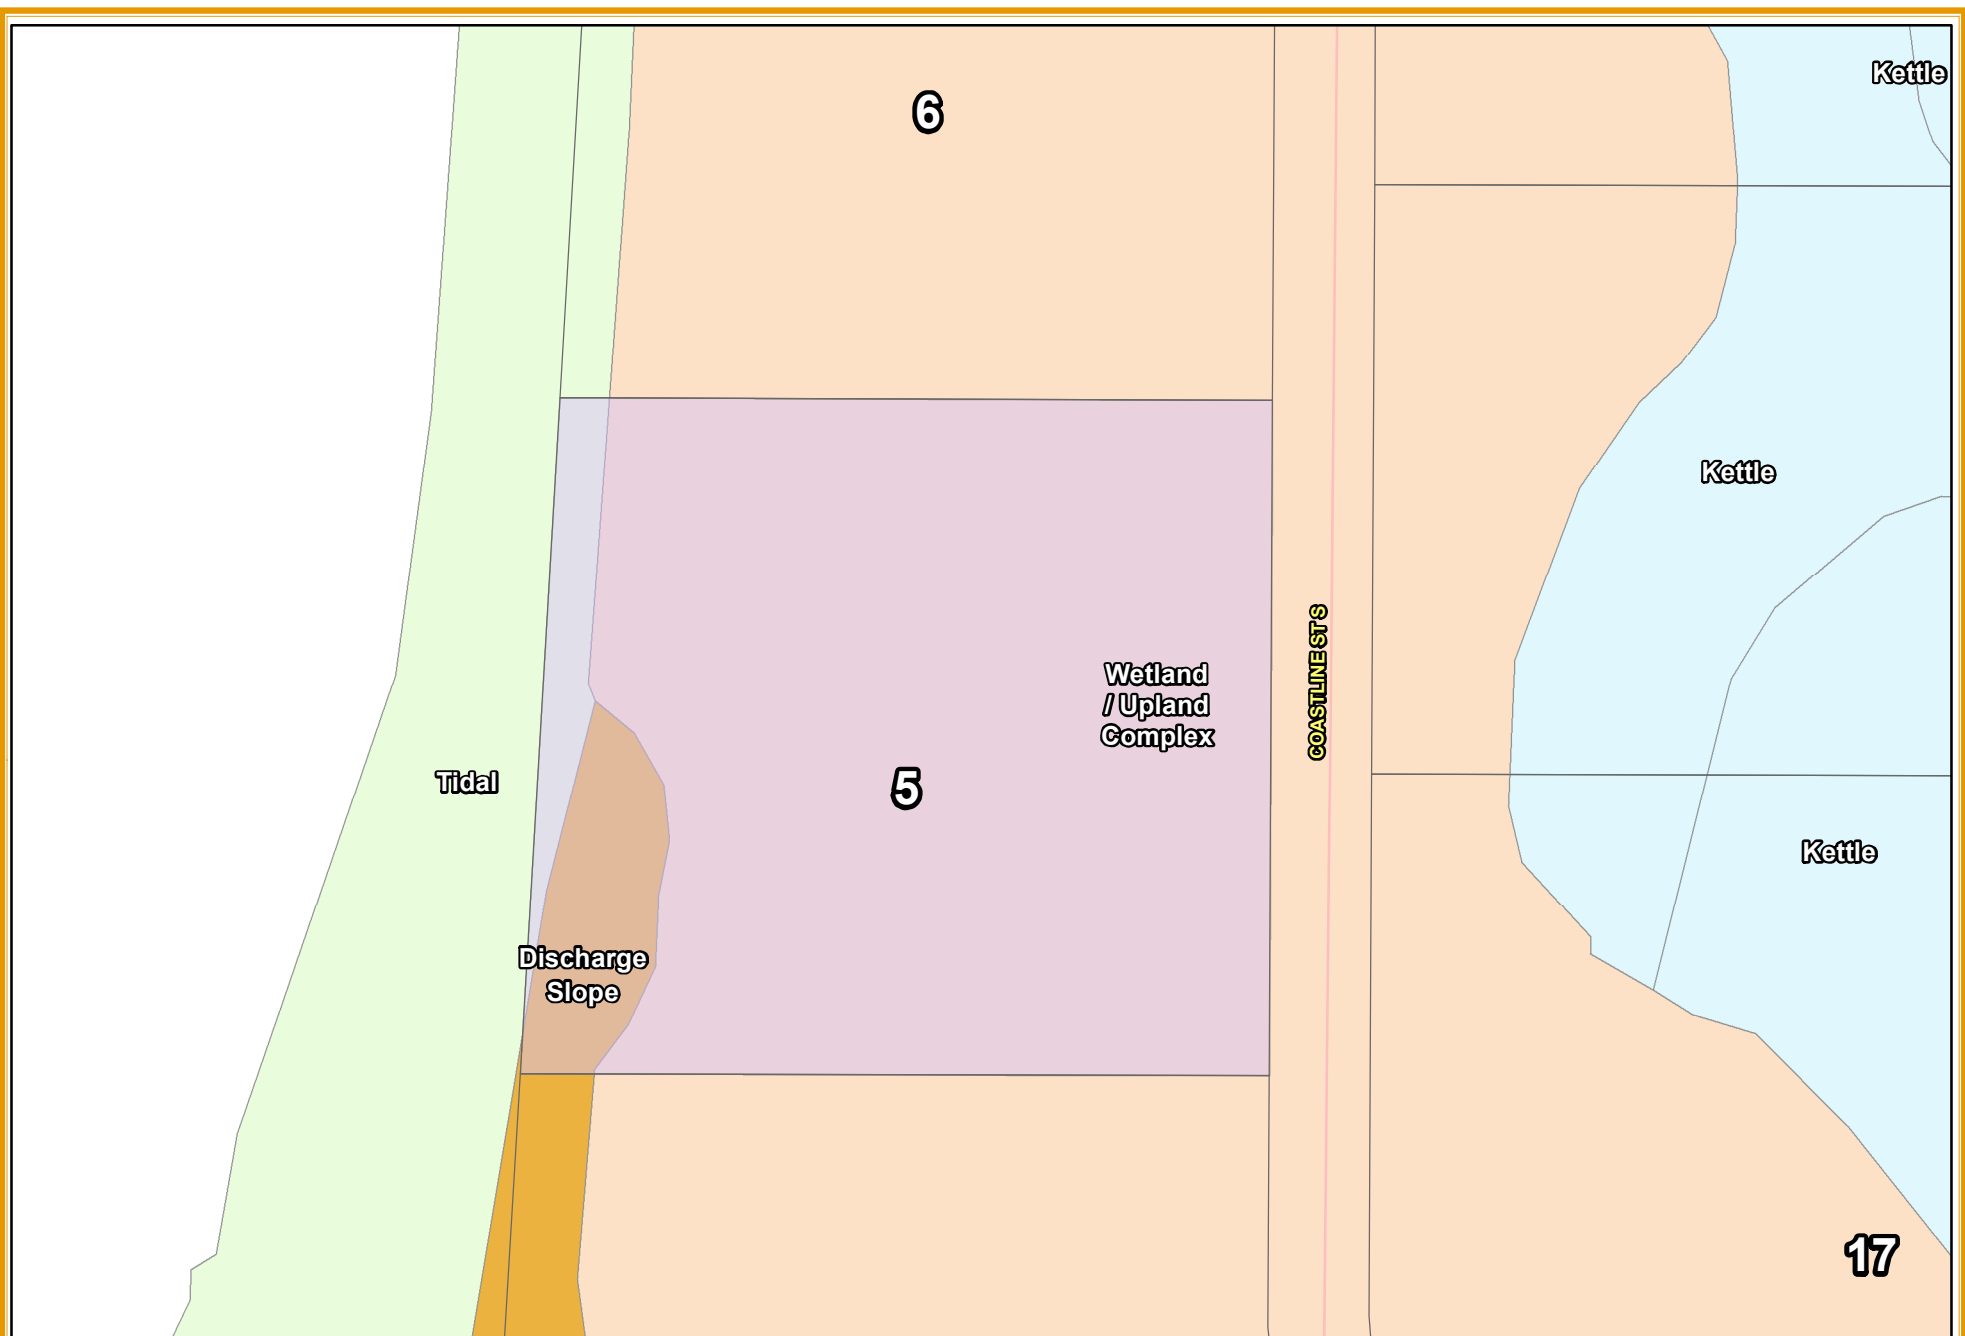 Kettle
6
Kettle
Wetland
/ Upland
Complex
COASTLINE ST S
Tidal
5
Kettle
Discharge
Slope
17